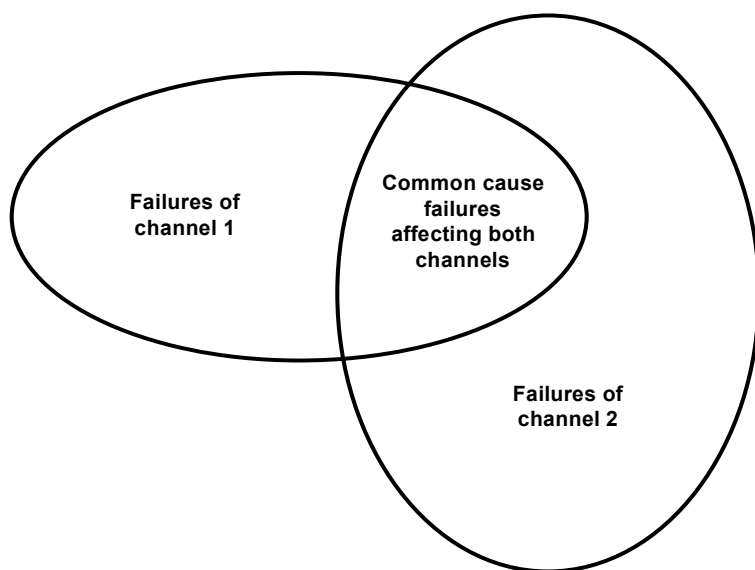 Failures of
channel 1
Common cause
failures
affecting both
channels
Failures of
channel 2